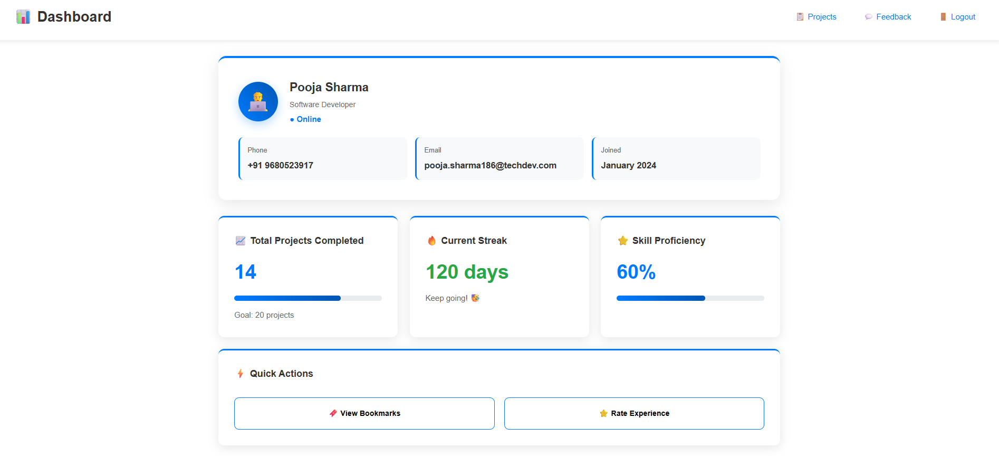 Dashboard
Projects
Feedback
Logout
Pooja Sharma
Software Developer
● Online
Phone
+91 9680523917
Email
pooja.sharma186@techdev.com
Joined
January 2024
Total Projects Completed
14
Goal: 20 projects
Current Streak
120 days
Keep going! 🥳
Skill Proficiency
60%
Quick Actions
View Bookmarks
Rate Experience